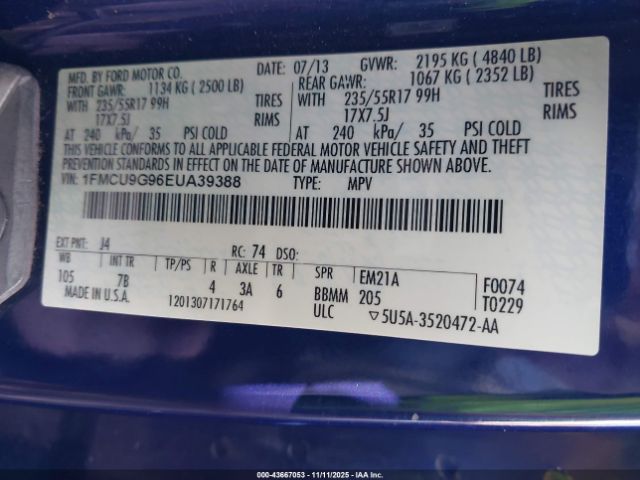 MFD. BY FORD MOTOR CO. DATE: 07/13 GVWR: 2195 KG ( 4840 LB)
FRONT GAWR: 1134 KG ( 2500 LB) REAR GAWR: 1067 KG ( 2352 LB)
WITH 235/55R17 99H TIRES WITH 235/55R17 99H TIRES
17X7.5J RIMS 17X7.5J RIMS
AT 240 kPa/ 35 PSI COLD AT 240 kPa/ 35 PSI COLD
THIS VEHICLE CONFORMS TO ALL APPLICABLE FEDERAL MOTOR VEHICLE SAFETY AND THEFT
PREVENTION STANDARDS IN EFFECT ON THE DATE OF MANUFACTURE SHOWN ABOVE.
VIN: 1FMCU9G96EUA39388 TYPE: MPV
EXT PNT: J4 RC: 74 DSO:
WB INT TR TP/PS R AXLE TR SPR EM21A F0074
105 7B 4 3A 6 BBMM 205 T0229
MADE IN U.S.A. 1201307171764 ULC ▽5U5A-3520472-AA
000-43667053 - 11/11/2025 - IAAI.COM